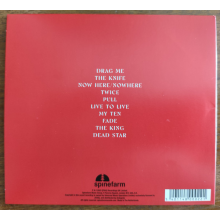 DRAG ME
THE KNIFE
NOW HERE NOWHERE
TWICE
PULL
LIVE TO LIVE
MY TEN
FADE
THE KING
DEAD STAR
spinefarm